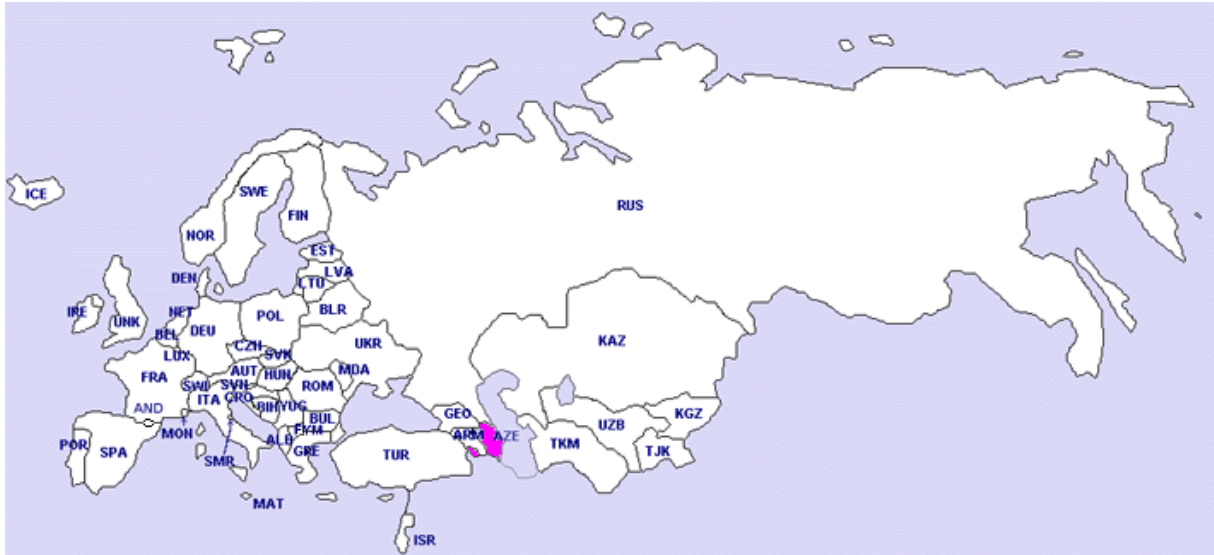 ICE
SWE
RUS
FIN
NOR
EST
DEN
LVA
LTU
IRE
NET
UNK
POL
BLR
DEU
BEL
LUX
CZH
SVK
UKR
KAZ
FRA
AUT
HUN
MDA
SWI
SVN
ROM
ITA
CRO
AND
BIH
YUG
BUL
GEO
KGZ
UZB
MON
FYM
ARM
AZE
POR
SPA
ALB
GRE
TUR
TKM
TJK
SMR
MAT
ISR